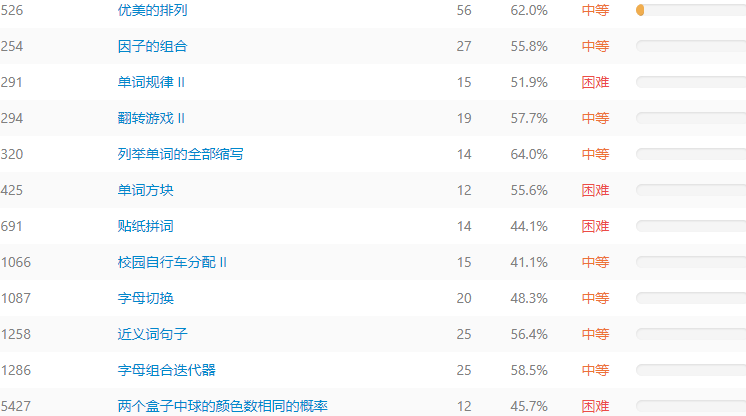 526 优美的排列 56 62.0% 中等
254 因子的组合 27 55.8% 中等
291 单词规律 II 15 51.9% 困难
294 翻转游戏 II 19 57.7% 中等
320 列举单词的全部缩写 14 64.0% 中等
425 单词方块 12 55.6% 困难
691 贴纸拼词 14 44.1% 困难
1066 校园自行车分配 II 15 41.1% 中等
1087 字母切换 20 48.3% 中等
1258 近义词句子 25 56.4% 中等
1286 字母组合迭代器 25 58.5% 中等
5427 两个盒子中球的颜色数相同的概率 12 45.7% 困难